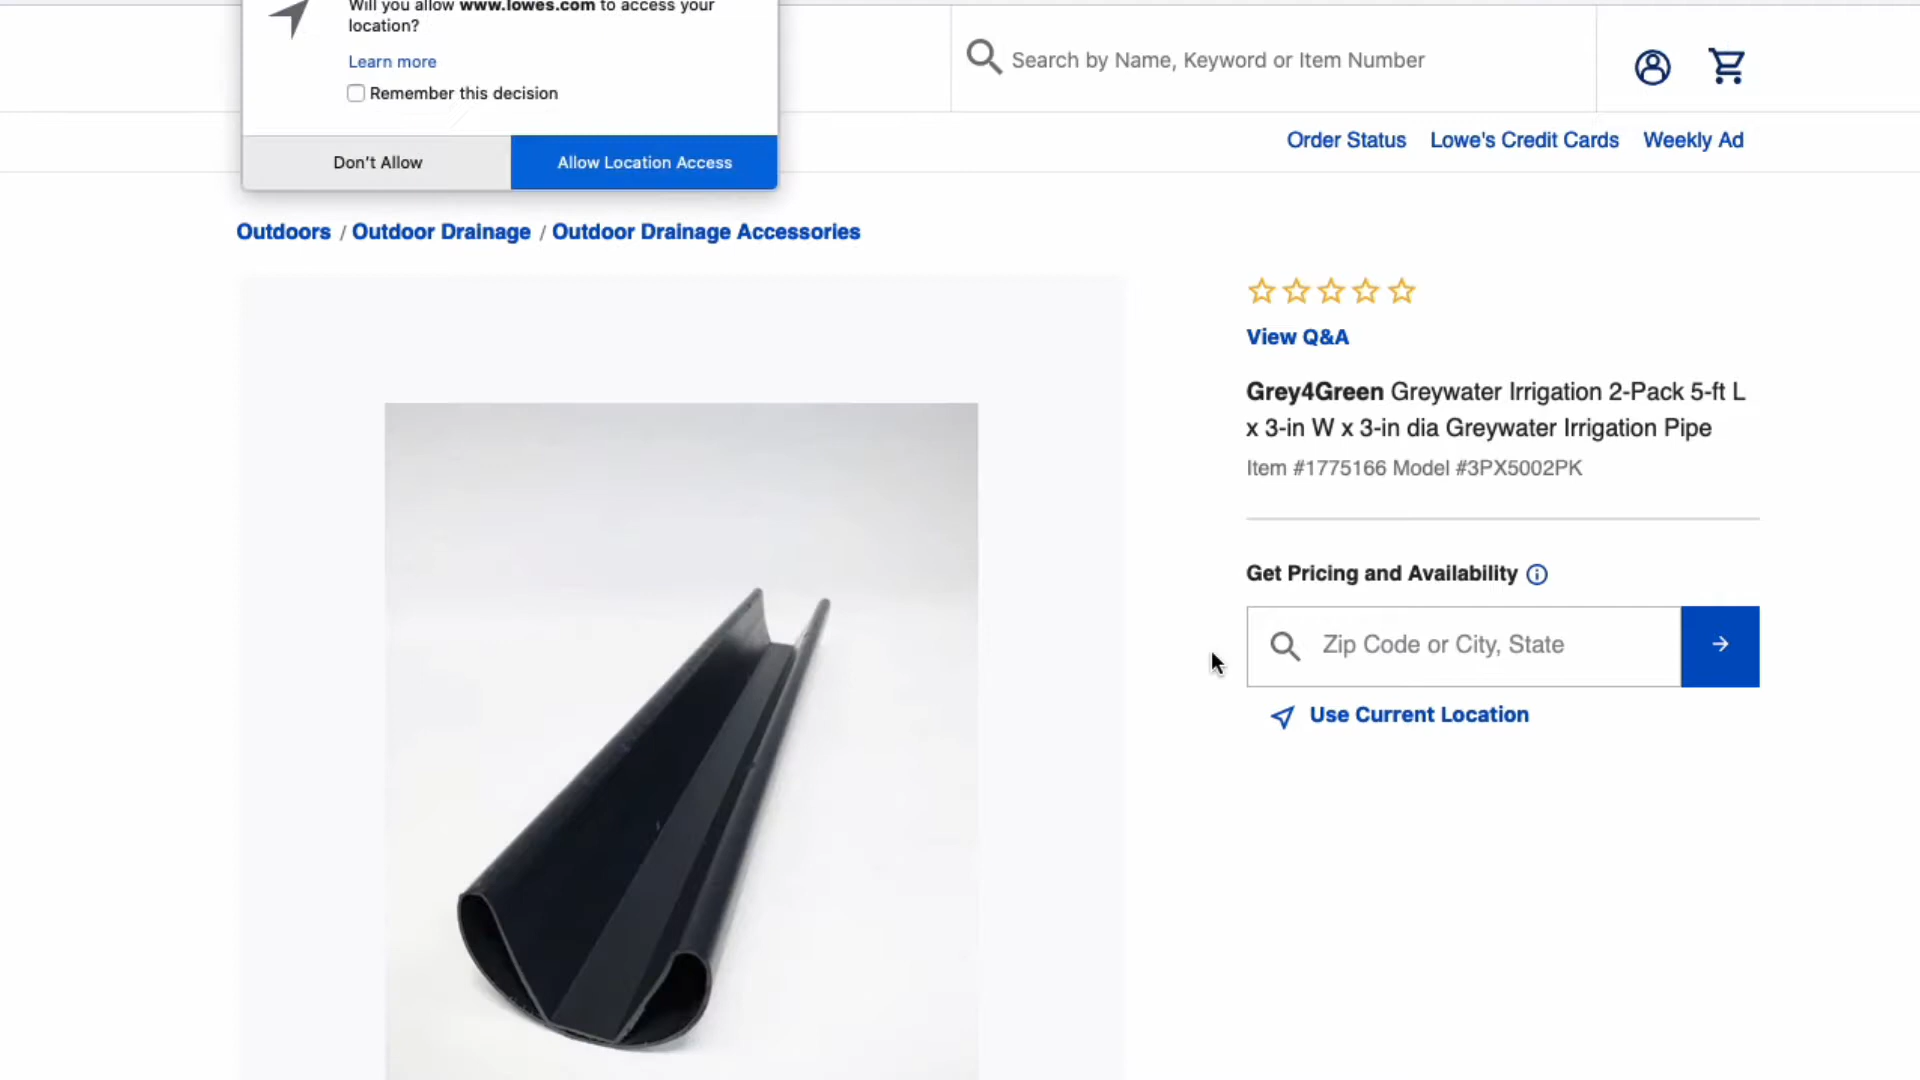 Will you allow www.lowes.com to access your
location?
Learn more
Remember this decision
Don't Allow
Allow Location Access
Search by Name, Keyword or Item Number
Order Status
Lowe's Credit Cards
Weekly Ad
Outdoors / Outdoor Drainage / Outdoor Drainage Accessories
View Q&A
Grey4Green Greywater Irrigation 2-Pack 5-ft L
x 3-in W x 3-in dia Greywater Irrigation Pipe
Item #1775166 Model #3PX5002PK
Get Pricing and Availability
Zip Code or City, State
Use Current Location